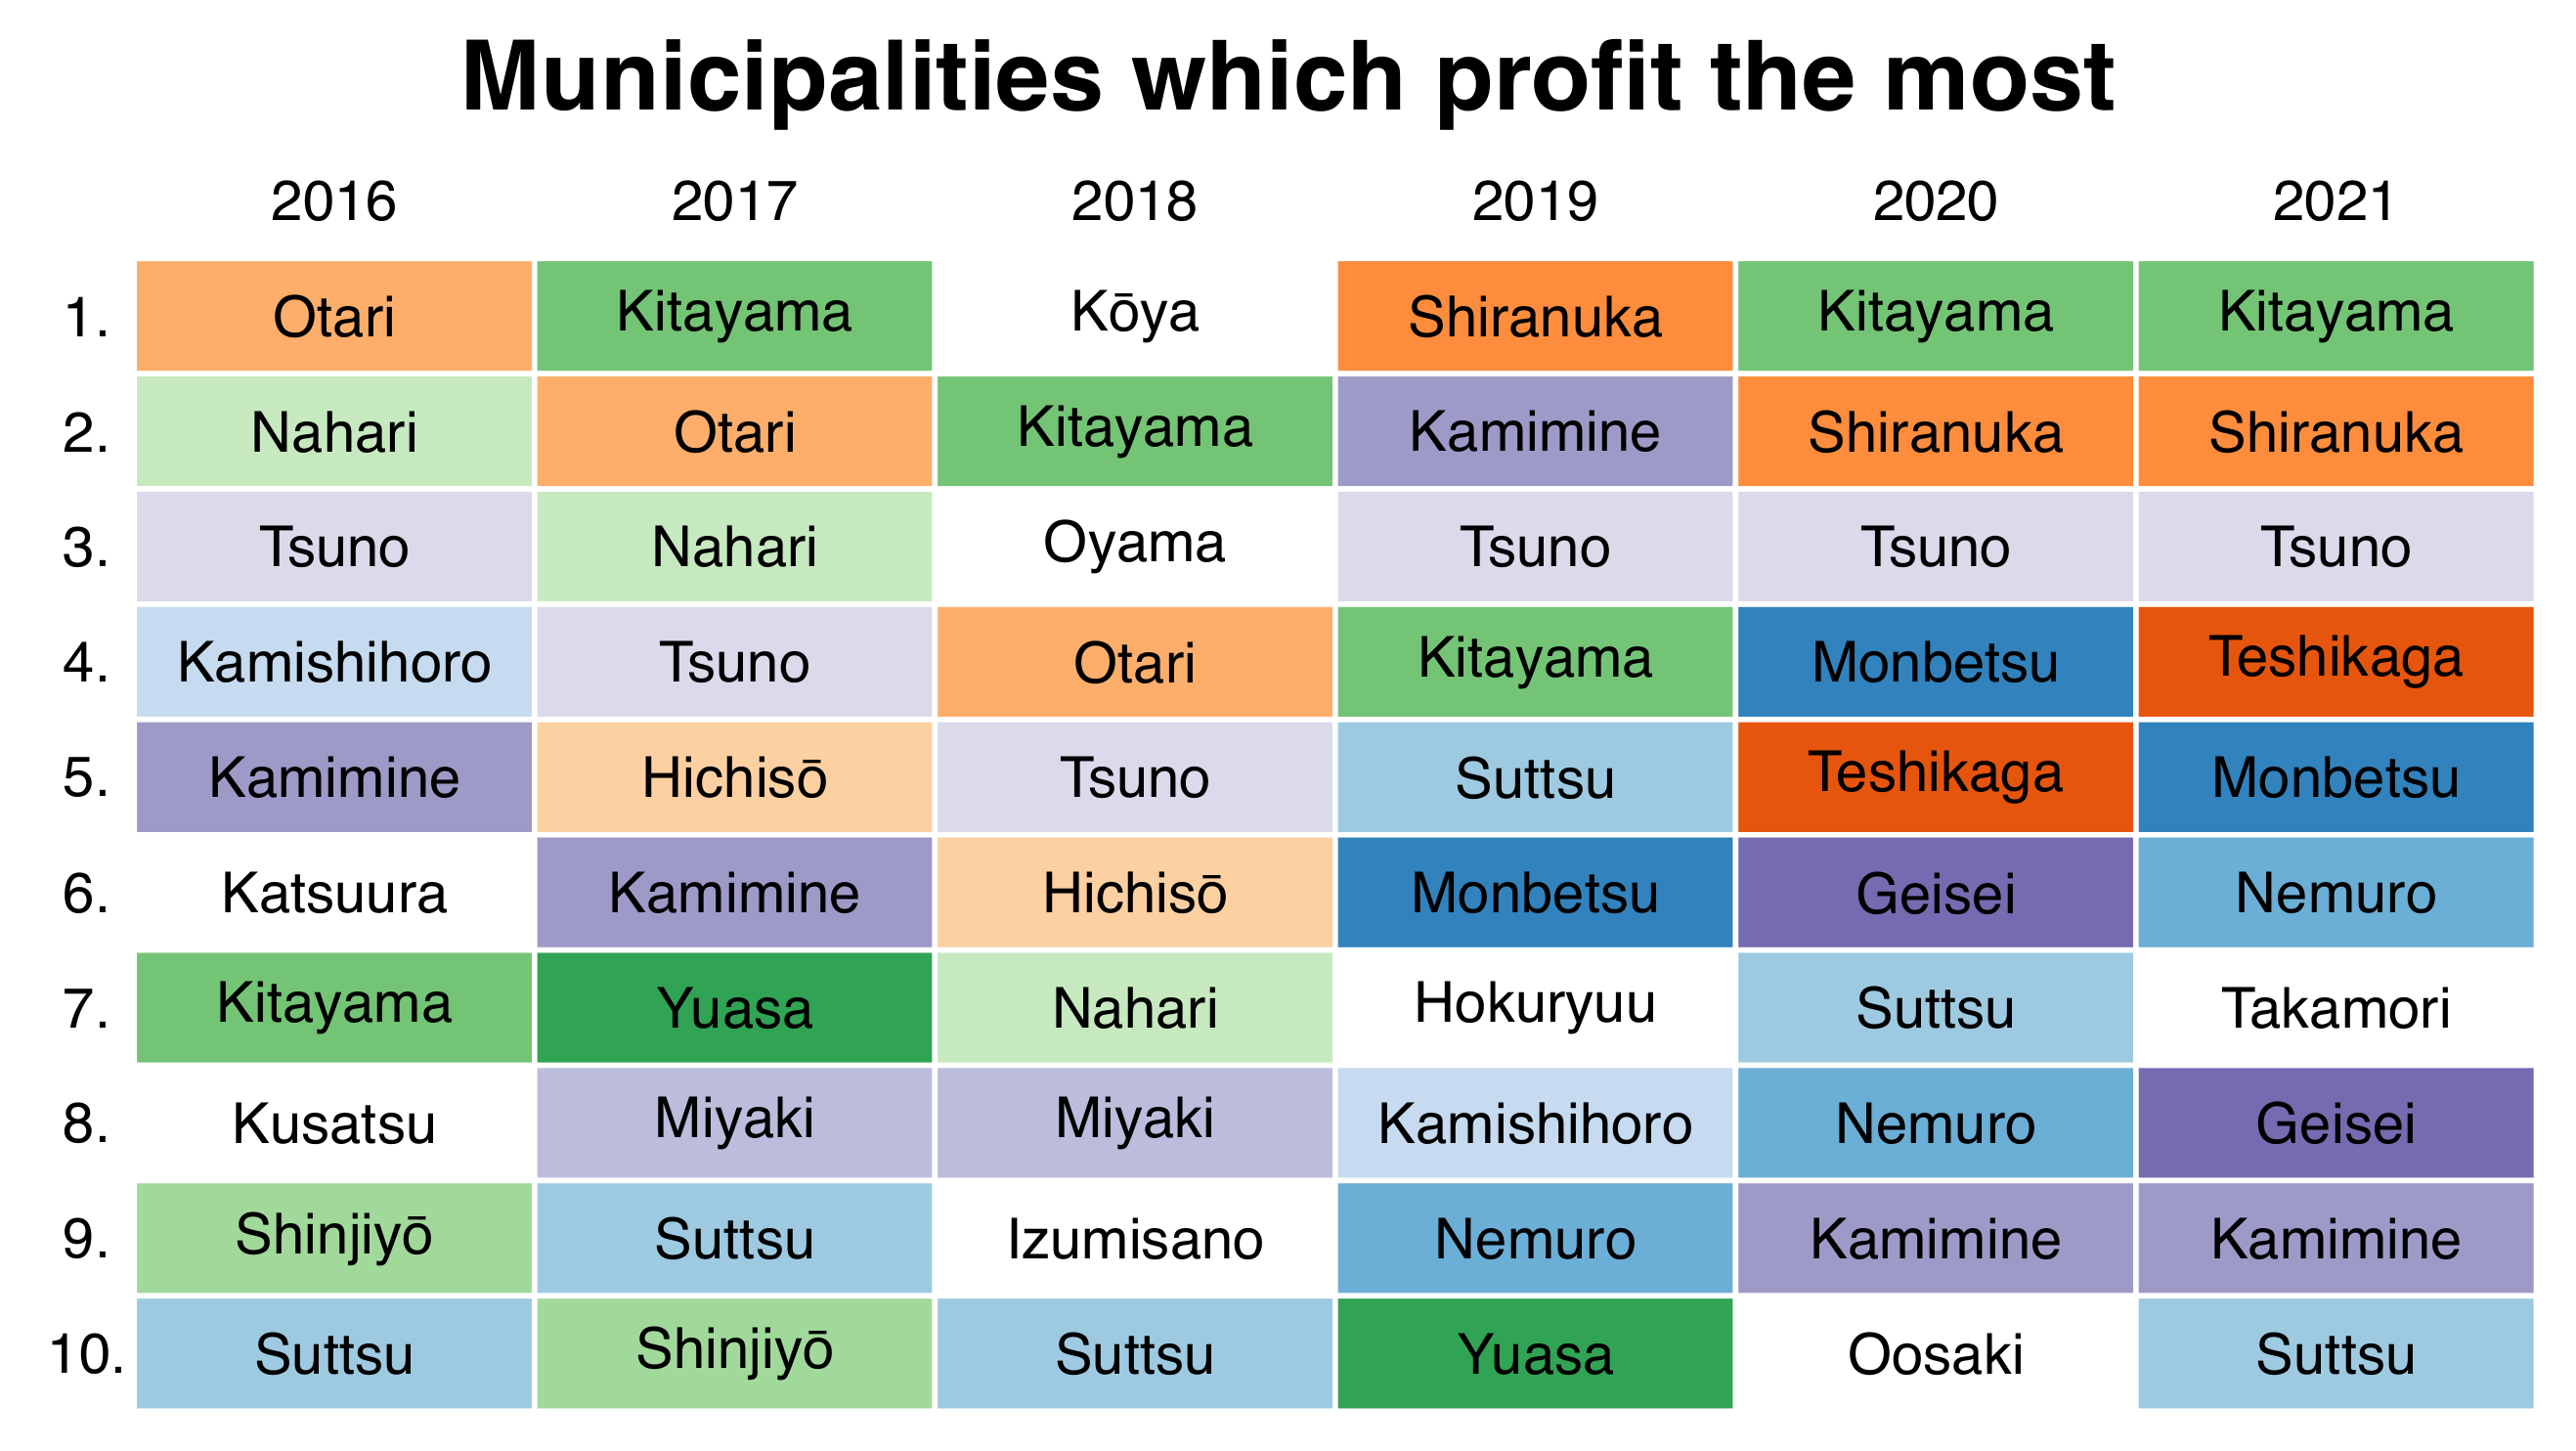 Municipalities which profit the most
2016 2017 2018 2019 2020 2021
1. Otari Kitayama Kōya Shiranuka Kitayama Kitayama
2. Nahari Otari Kitayama Kamimine Shiranuka Shiranuka
3. Tsuno Nahari Oyama Tsuno Tsuno Tsuno
4. Kamishihoro Tsuno Otari Kitayama Monbetsu Teshikaga
5. Kamimine Hichisō Tsuno Suttsu Teshikaga Monbetsu
6. Katsuura Kamimine Hichisō Monbetsu Geisei Nemuro
7. Kitayama Yuasa Nahari Hokuryuu Suttsu Takamori
8. Kusatsu Miyaki Miyaki Kamishihoro Nemuro Geisei
9. Shinjiyō Suttsu Izumisano Nemuro Kamimine Kamimine
10. Suttsu Shinjiyō Suttsu Yuasa Oosaki Suttsu